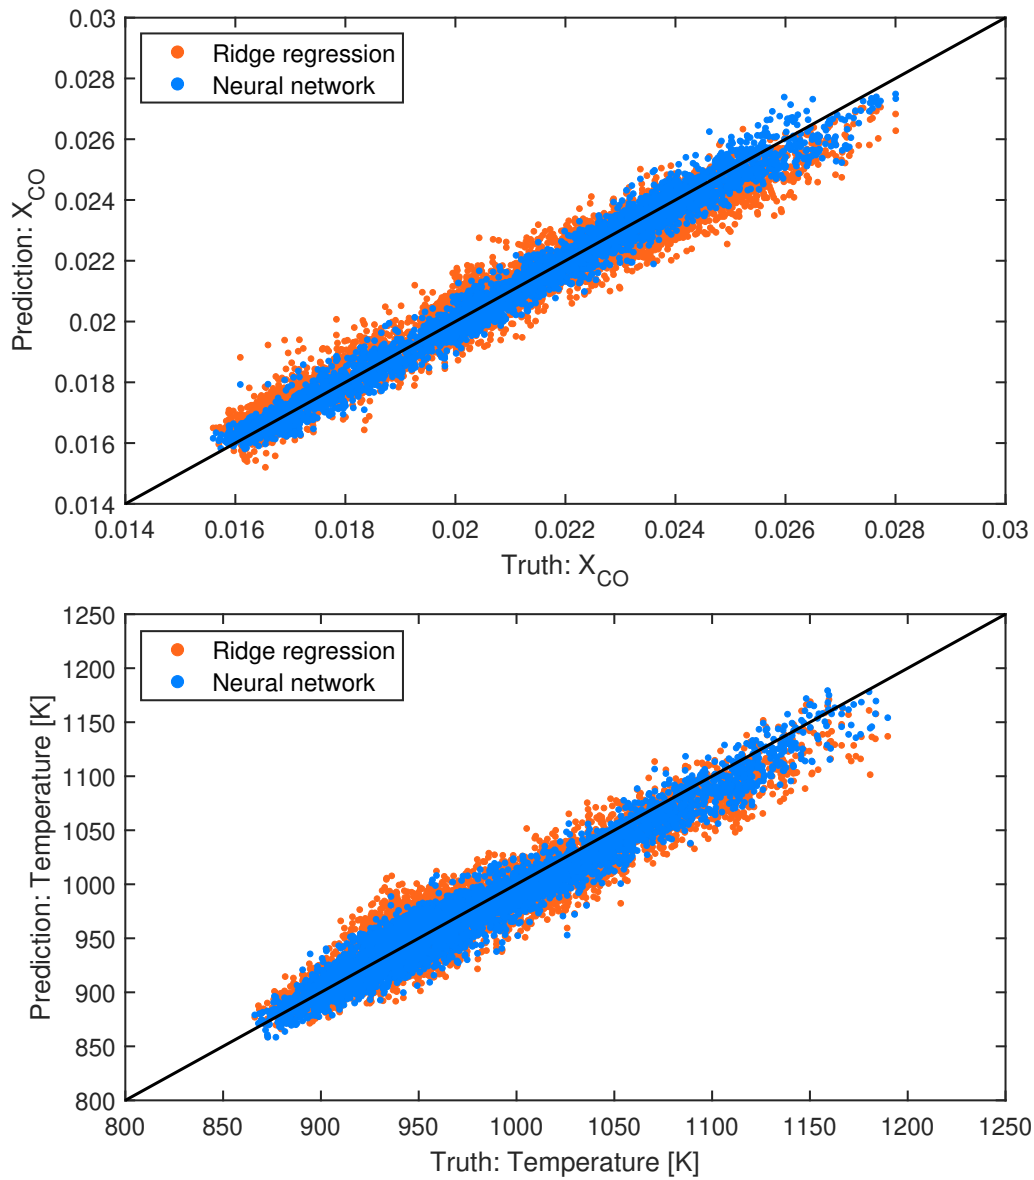 0.03
0.028
0.026
0.024
0.022
0.02
0.018
0.016
0.014
Prediction: X_CO
Ridge regression
Neural network
0.014 0.016 0.018 0.02 0.022 0.024 0.026 0.028 0.03
Truth: X_CO
1250
1200
1150
1100
1050
1000
950
900
850
800
Prediction: Temperature [K]
Ridge regression
Neural network
800 850 900 950 1000 1050 1100 1150 1200 1250
Truth: Temperature [K]